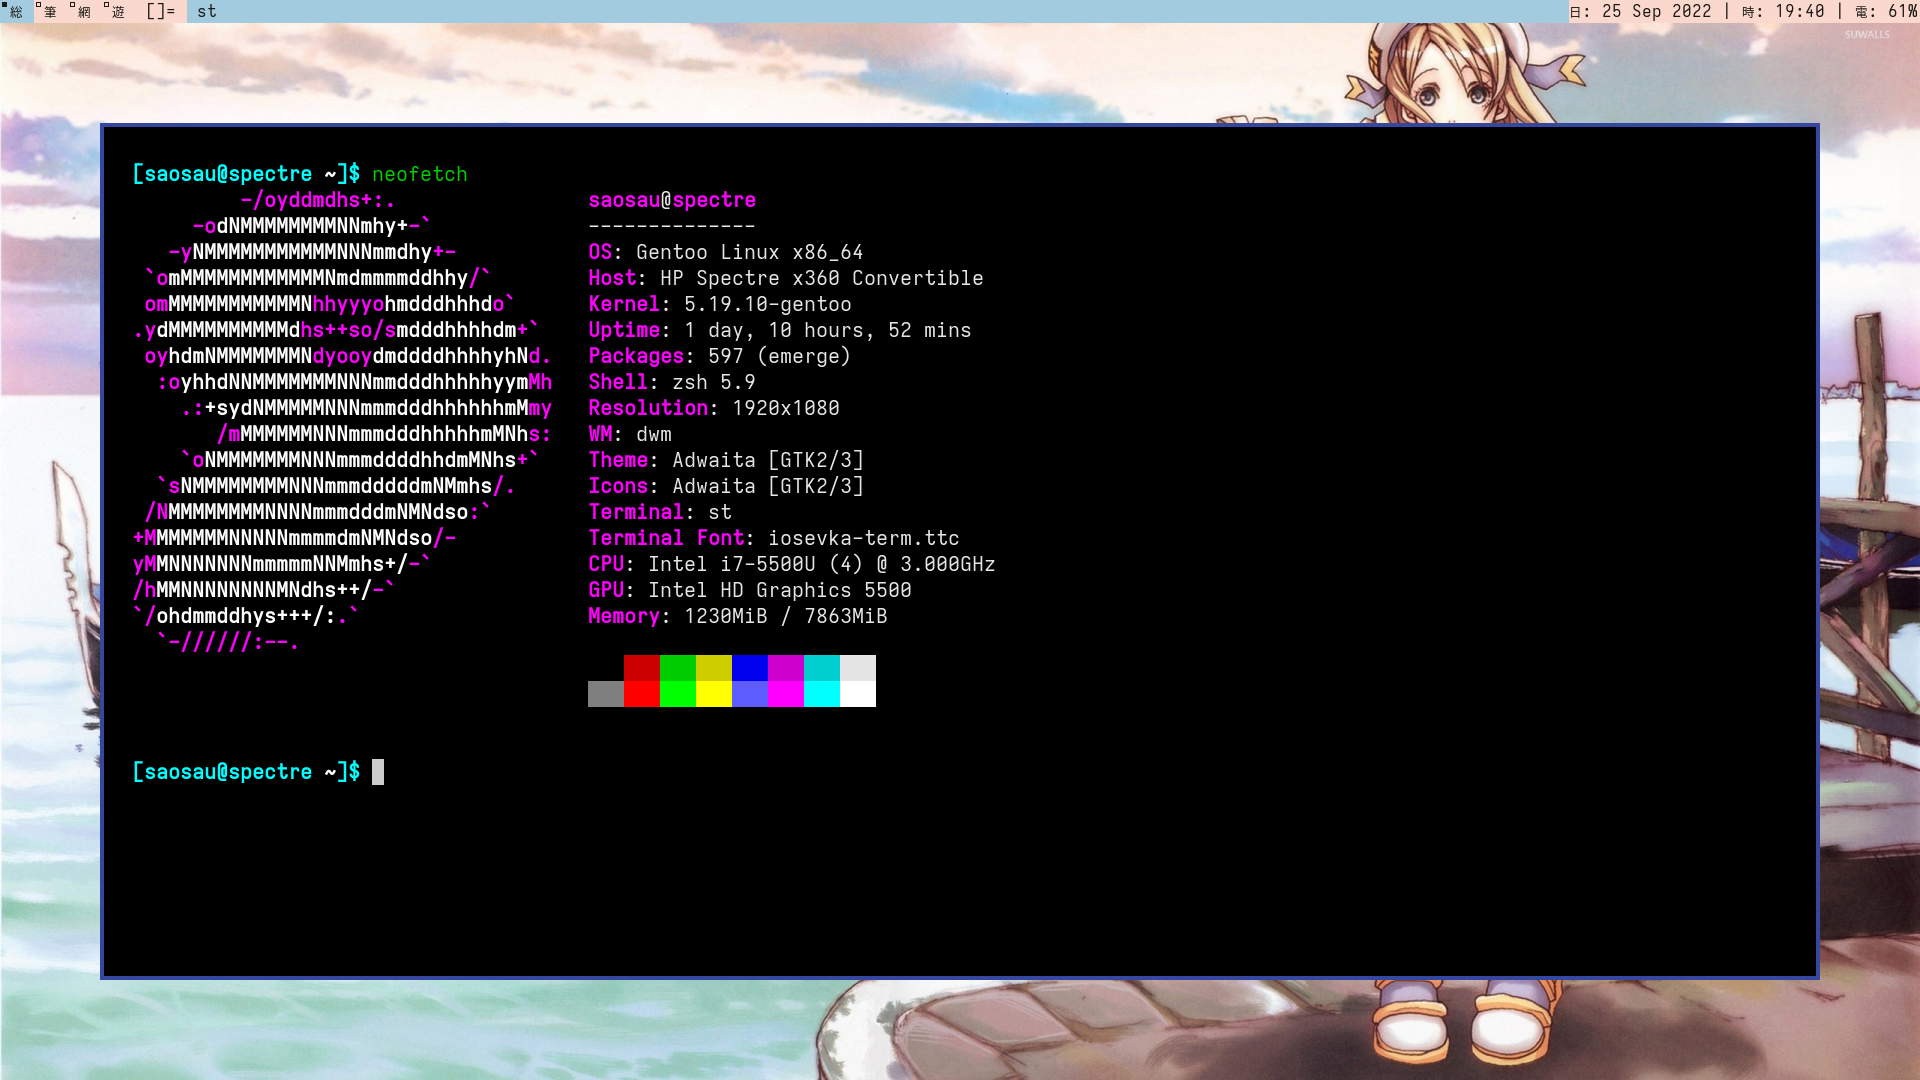 総 筆 網 遊 []= st 日: 25 Sep 2022 | 時: 19:40 | 電: 61%
SUWALLS
[saosau@spectre ~]$ neofetch
-/oyddmdhs+:. saosau@spectre
-odNMMMMMMMMNNmhy+-` --------------
-yNMMMMMMMMMMMNNNmmdhy+- OS: Gentoo Linux x86_64
`omMMMMMMMMMMMMNmdmmmmddhhy/` Host: HP Spectre x360 Convertible
omMMMMMMMMMMMNhhyyyohmdddhhhdo` Kernel: 5.19.10-gentoo
.ydMMMMMMMMMMdhs++so/smdddhhhhdm+` Uptime: 1 day, 10 hours, 52 mins
oyhdmNMMMMMMMNdyooydmddddhhhhyhNd. Packages: 597 (emerge)
:oyhhdNNMMMMMMMNNNmmdddhhhhhyymMh Shell: zsh 5.9
.:+sydNMMMMMNNNmmmdddhhhhhhmMmy Resolution: 1920x1080
/mMMMMMMNNNmmmdddhhhhhmMNhs: WM: dwm
`oNMMMMMMMNNNmmmddddhhdmMNhs+` Theme: Adwaita [GTK2/3]
`sNMMMMMMMMNNNmmmdddddmNMmhs/. Icons: Adwaita [GTK2/3]
/NMMMMMMMMNNNNmmmdddmNMNdso:` Terminal: st
+MMMMMMMNNNNNmmmmdmNMNdso/- Terminal Font: iosevka-term.ttc
yMMNNNNNNNmmmmmNNMmhs+/-` CPU: Intel i7-5500U (4) @ 3.000GHz
/hMMNNNNNNNNMNdhs++/-` GPU: Intel HD Graphics 5500
`/ohdmmddhys+++/:.` Memory: 1230MiB / 7863MiB
`-//////:--.
[saosau@spectre ~]$